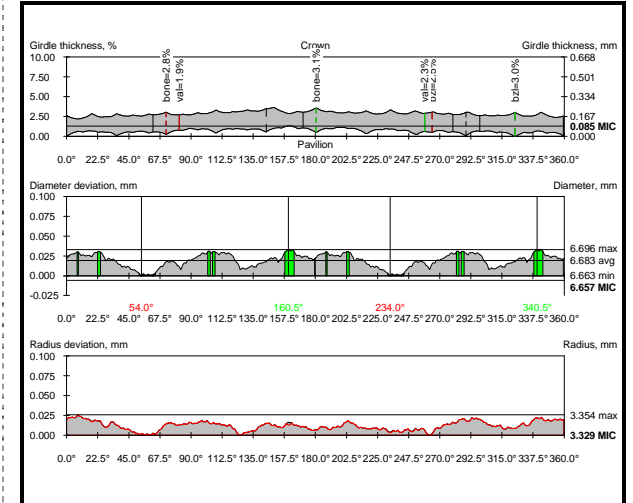 Girdle thickness, % Crown Girdle thickness, mm
10.00 0.668
7.50 0.501
5.00 0.334
2.50 0.167
0.085 MIC
0.00 0.000
bone=2.8%
val=1.9%
bone=3.1%
val=2.3%
bzl=2.5%
bzl=3.0%
Pavilion
0.0° 22.5° 45.0° 67.5° 90.0° 112.5° 135.0° 157.5° 180.0° 202.5° 225.0° 247.5° 270.0° 292.5° 315.0° 337.5° 360.0°
Diameter deviation, mm Diameter, mm
0.100
0.075
0.050
0.025
0.000
-0.025
6.696 max
6.683 avg
6.663 min
6.657 MIC
54.0° 160.5° 234.0° 340.5°
0.0° 22.5° 45.0° 67.5° 90.0° 112.5° 135.0° 157.5° 180.0° 202.5° 225.0° 247.5° 270.0° 292.5° 315.0° 337.5° 360.0°
Radius deviation, mm Radius, mm
0.100
0.075
0.050
0.025
0.000
3.354 max
3.329 MIC
0.0° 22.5° 45.0° 67.5° 90.0° 112.5° 135.0° 157.5° 180.0° 202.5° 225.0° 247.5° 270.0° 292.5° 315.0° 337.5° 360.0°